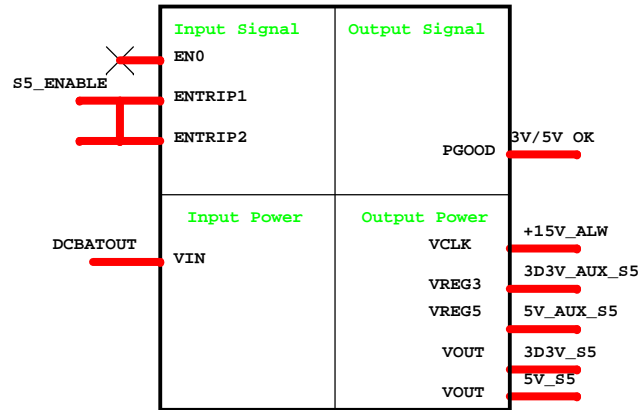 Input Signal
Output Signal
EN0
S5_ENABLE
ENTRIP1
ENTRIP2
3V/5V OK
PGOOD
Input Power
Output Power
DCBATOUT
VIN
+15V_ALW
VCLK
3D3V_AUX_S5
VREG3
5V_AUX_S5
VREG5
3D3V_S5
VOUT
5V_S5
VOUT